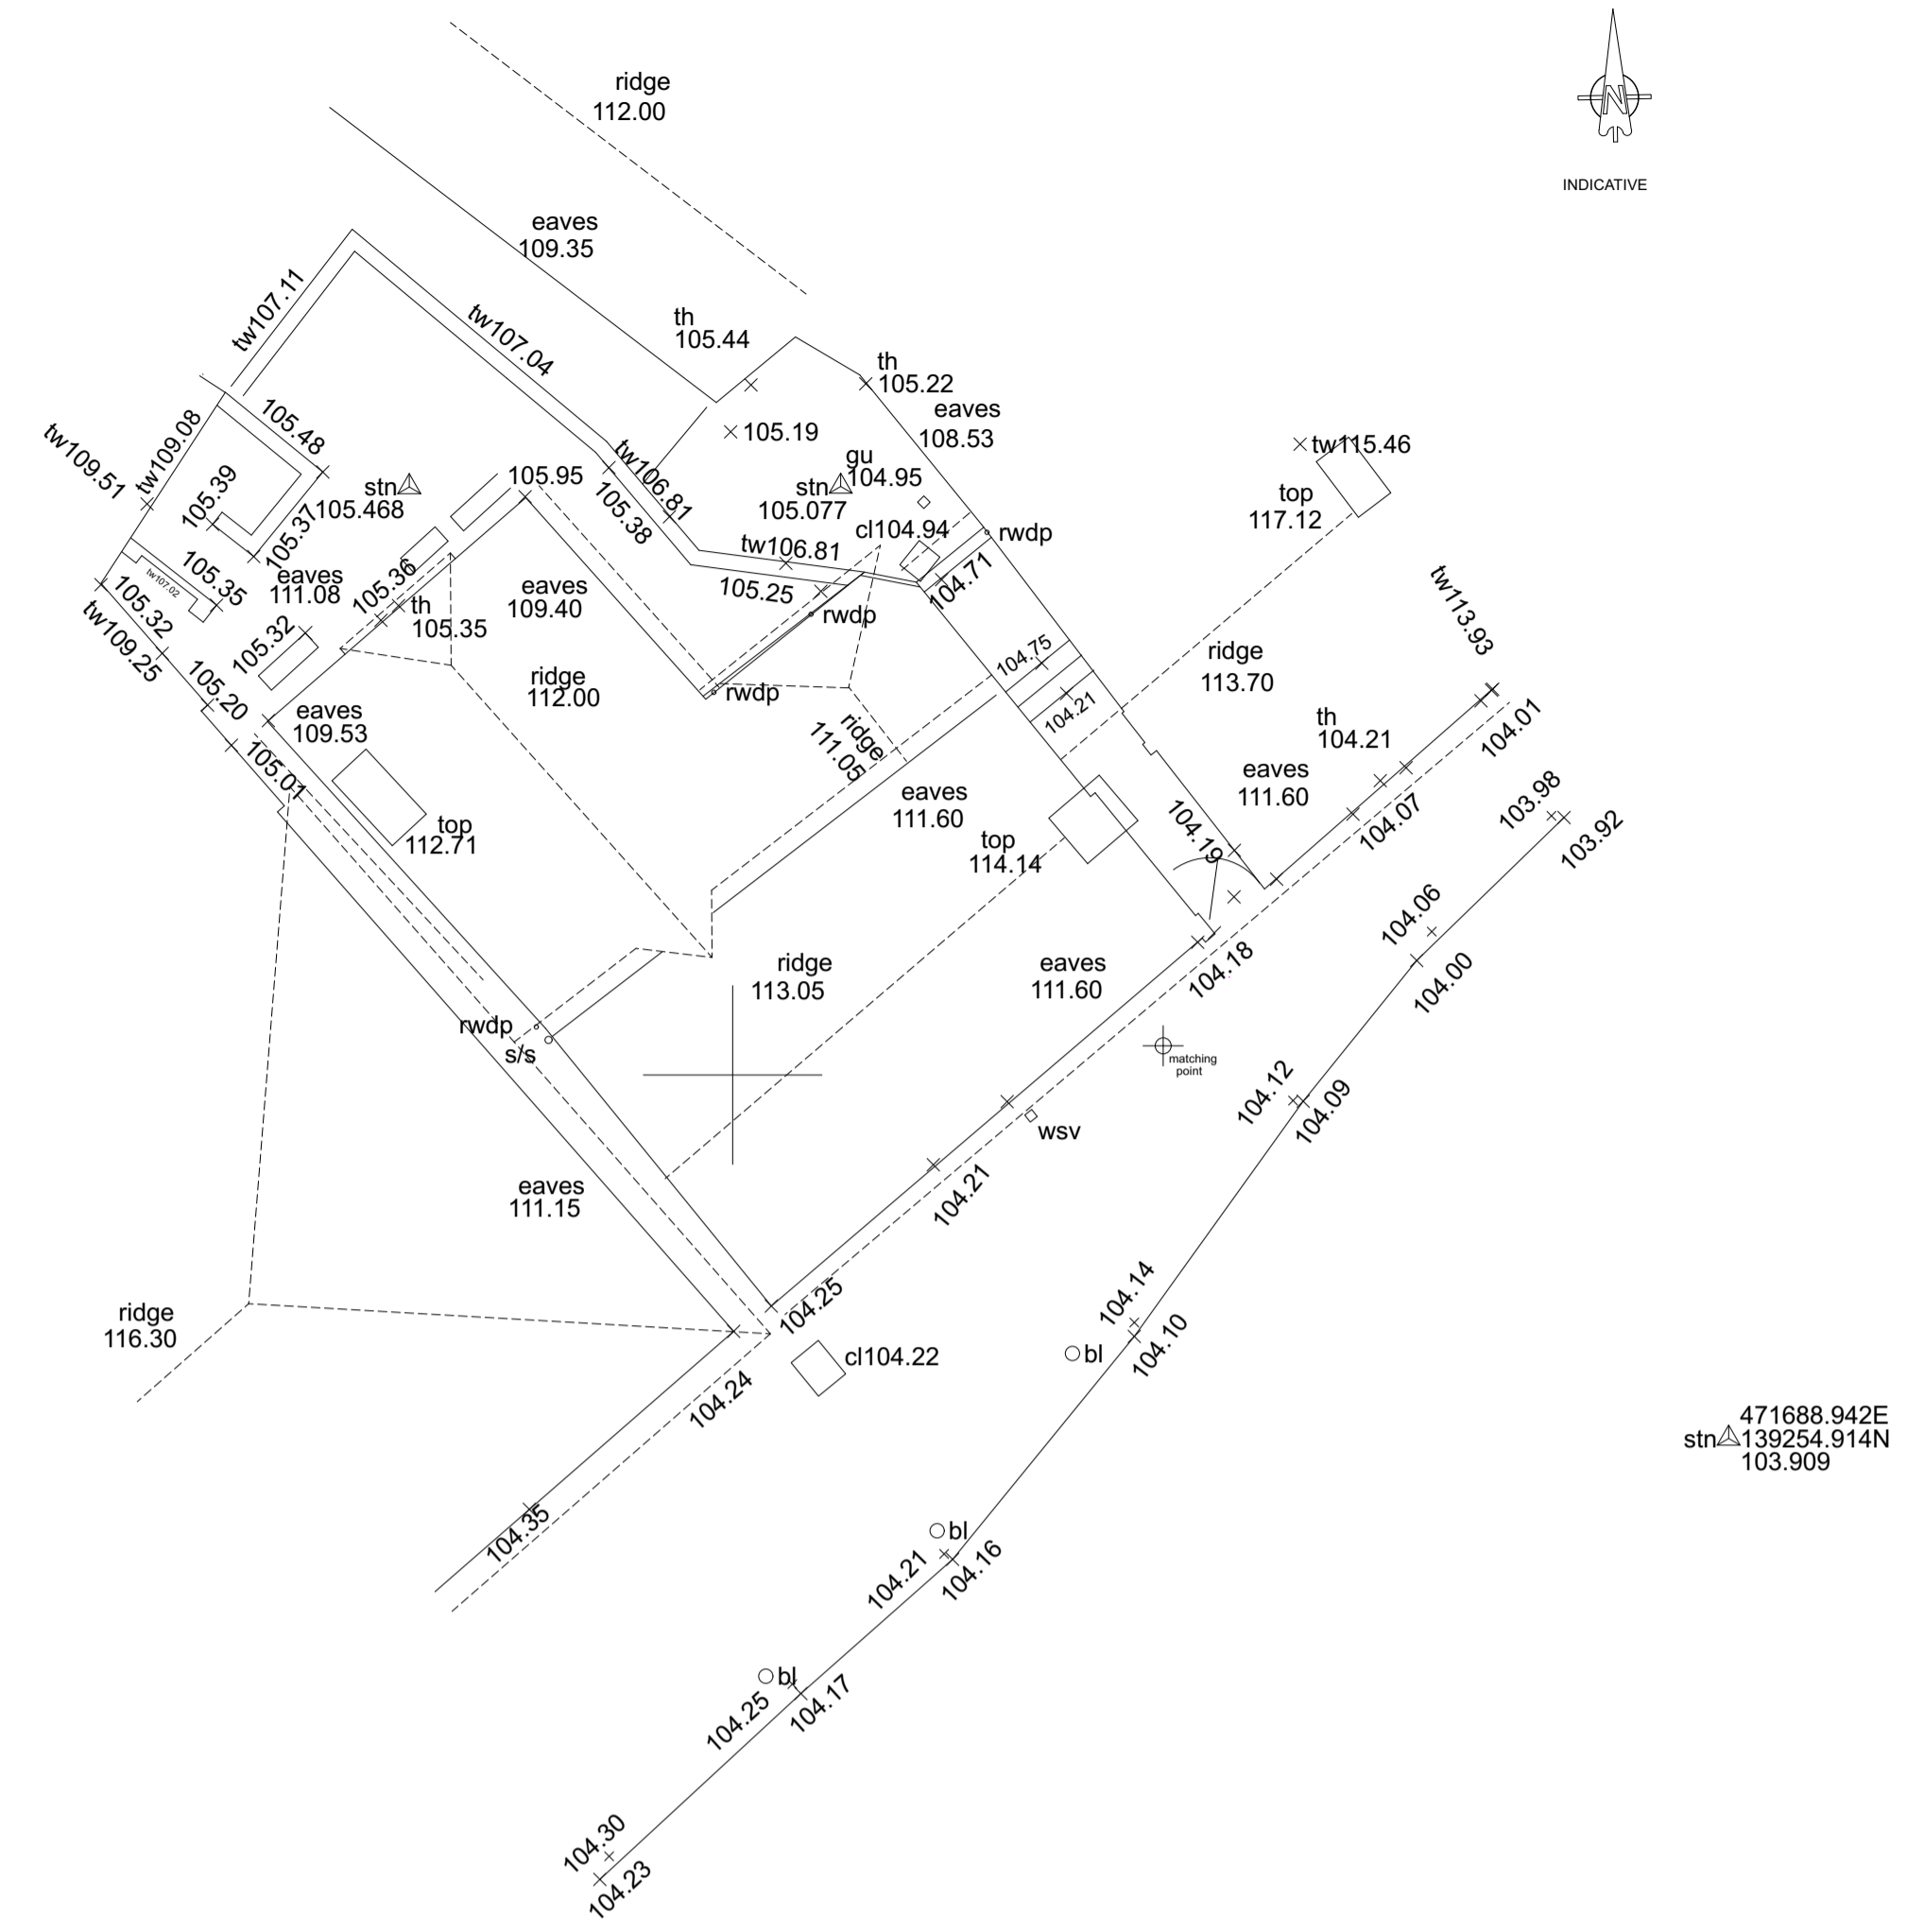 ridge
112.00
N
INDICATIVE
eaves
109.35
tw107.11
tw107.04
th
105.44
th
105.22
eaves
108.53
105.48
tw109.08
tw109.51
105.19
tw106.81
tw115.46
105.39
105.37
stn
105.468
105.95
105.38
gu
104.95
stn
105.077
top
117.12
cl104.94
rwdp
tw106.81
105.25
104.71
105.35
tw107.02
eaves
111.08
105.36
th
105.35
eaves
109.40
rwdp
tw113.93
105.32
tw109.25
105.32
104.75
ridge
113.70
105.20
ridge
112.00
rwdp
104.21
th
104.21
104.01
eaves
109.53
ridge
111.05
105.01
eaves
111.60
eaves
111.60
104.19
104.07
103.98
103.92
top
112.71
top
114.14
104.06
104.00
ridge
113.05
eaves
111.60
104.18
rwdp
s/s
matching
point
104.12
104.09
wsv
eaves
111.15
104.21
104.25
104.14
104.10
ridge
116.30
cl104.22
bl
104.24
471688.942E
stn
139254.914N
103.909
104.35
bl
104.21
104.16
bl
104.25
104.17
104.30
104.23